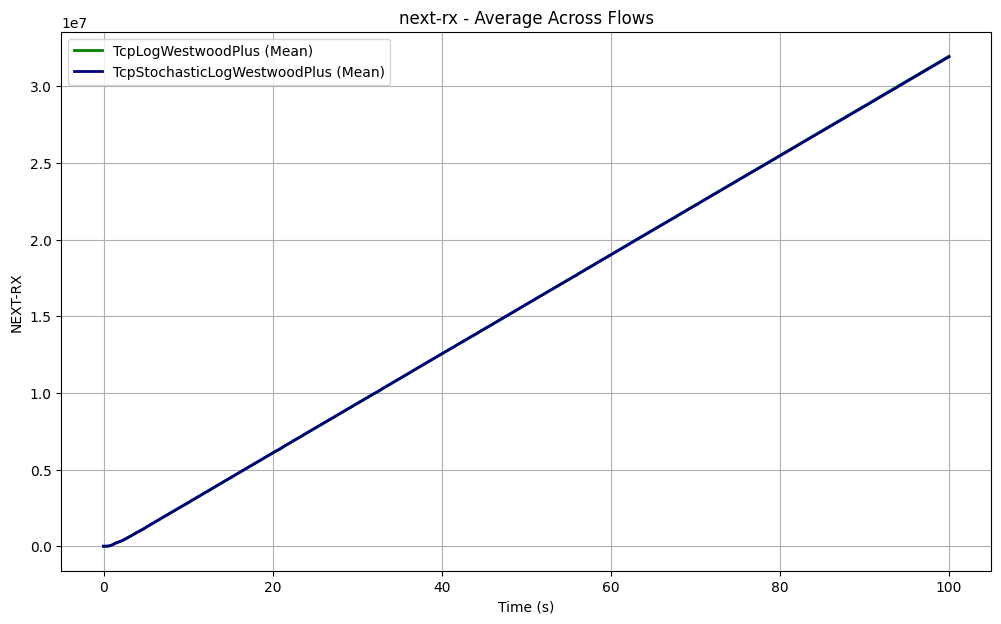 next-rx - Average Across Flows
1e7
TcpLogWestwoodPlus (Mean)
TcpStochasticLogWestwoodPlus (Mean)
3.0
2.5
2.0
1.5
1.0
0.5
0.0
NEXT-RX
0 20 40 60 80 100
Time (s)